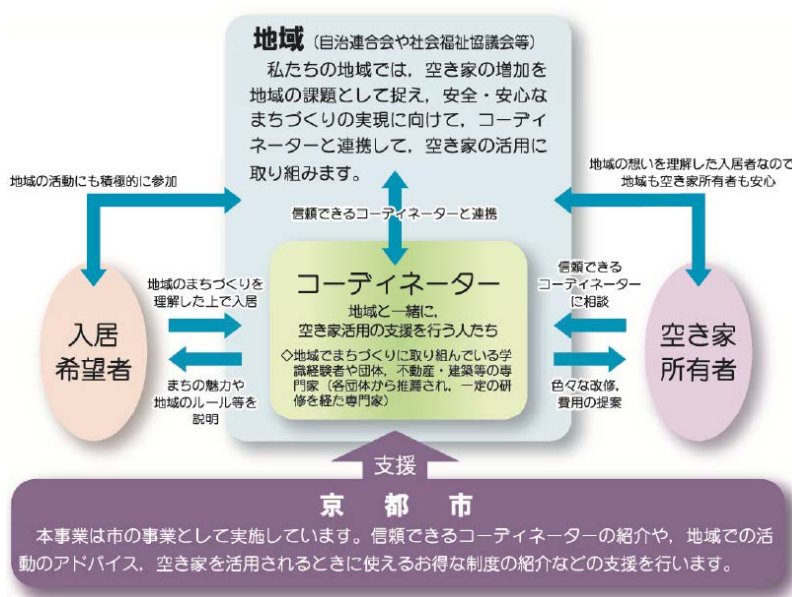 地域（自治連合会や社会福祉協議会等）
私たちの地域では，空き家の増加を
地域の課題として捉え，安全・安心な
まちづくりの実現に向けて，コーディ
ネーターと連携して，空き家の活用に
取り組みます。
地域の活動にも積極的に参加
地域の想いを理解した入居者なので
地域も空き家所有者も安心
信頼できるコーディネーターと連携
入居
希望者
地域のまちづくりを
理解した上で入居
まちの魅力や
地域のルール等を
説明
コーディネーター
地域と一緒に，
空き家活用の支援を行う人たち
◇地域でまちづくりに取り組んでいる学
識経験者や団体，不動産・建築等の専
門家（各団体から推薦され，一定の研
修を経た専門家）
信頼できる
コーディネーター
に相談
色々な改修，
費用の提案
空き家
所有者
支援
京都市
本事業は市の事業として実施しています。信頼できるコーディネーターの紹介や，地域での活
動のアドバイス，空き家を活用されるときに使えるお得な制度の紹介などの支援を行います。